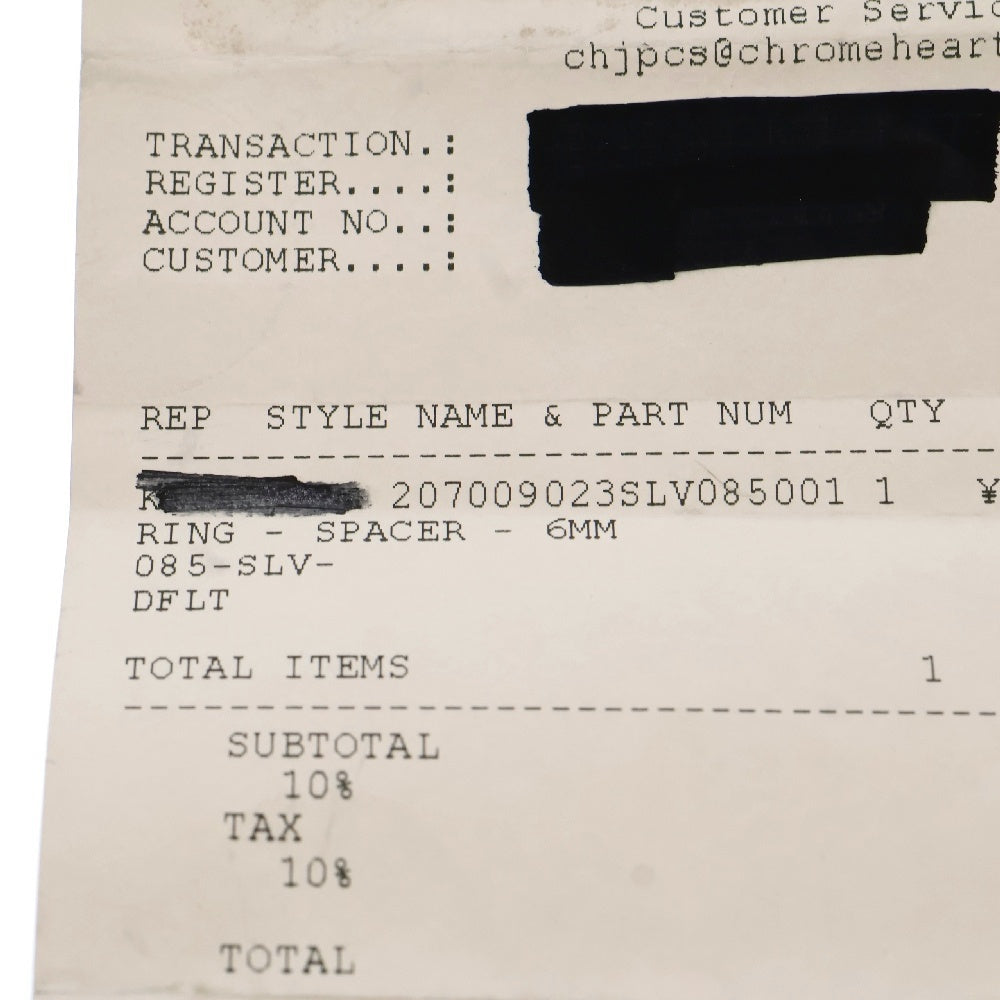 Customer Servic
chjpcs@chromeheart
TRANSACTION.:
REGISTER....:
ACCOUNT NO..:
CUSTOMER....:
REP STYLE NAME & PART NUM QTY
207009023SLV085001 1 ¥
RING - SPACER - 6MM
085-SLV-
DFLT
TOTAL ITEMS 1
SUBTOTAL
10%
TAX
10%
TOTAL